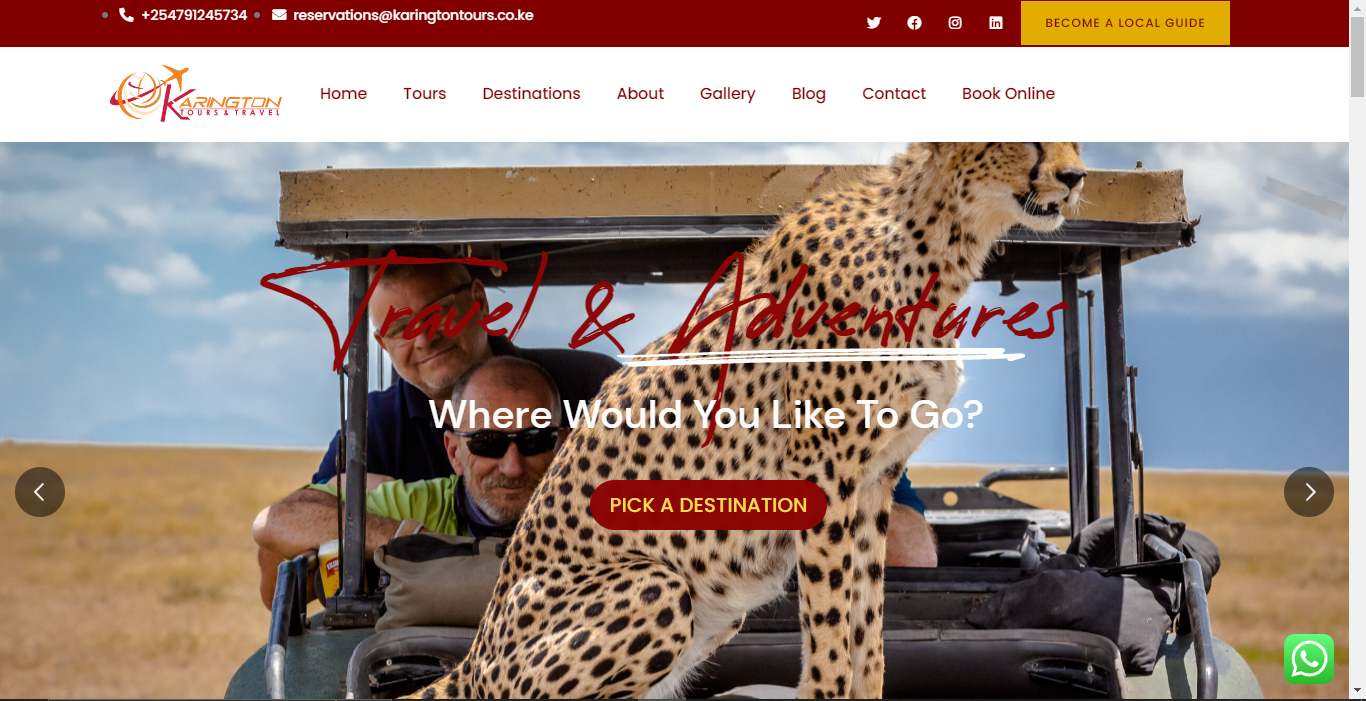 +254791245734 reservations@karingtontours.co.ke
BECOME A LOCAL GUIDE
KARINGTON
TOURS & TRAVEL
Home Tours Destinations About Gallery Blog Contact Book Online
Travel & Adventures
Where Would You Like To Go?
PICK A DESTINATION